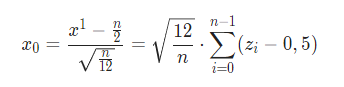 x_0 = \frac{x^1 - \frac{n}{2}}{\sqrt{\frac{n}{12}}} = \sqrt{\frac{12}{n}} \cdot \sum_{i=0}^{n-1} (z_i - 0,5)